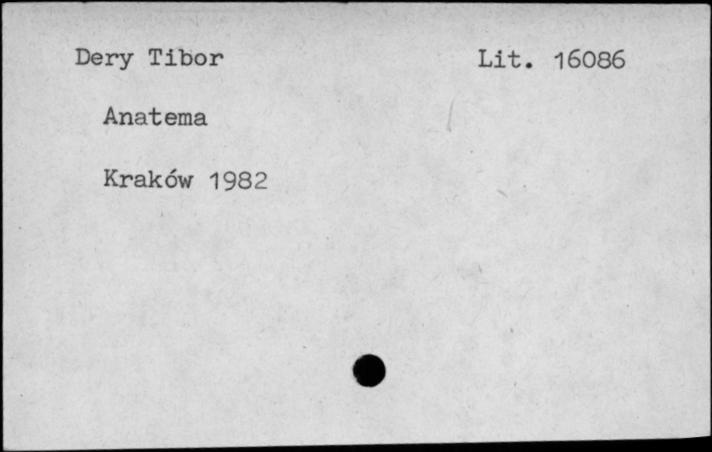 Dery Tibor Lit. 16086
Anatema
Kraków 1982